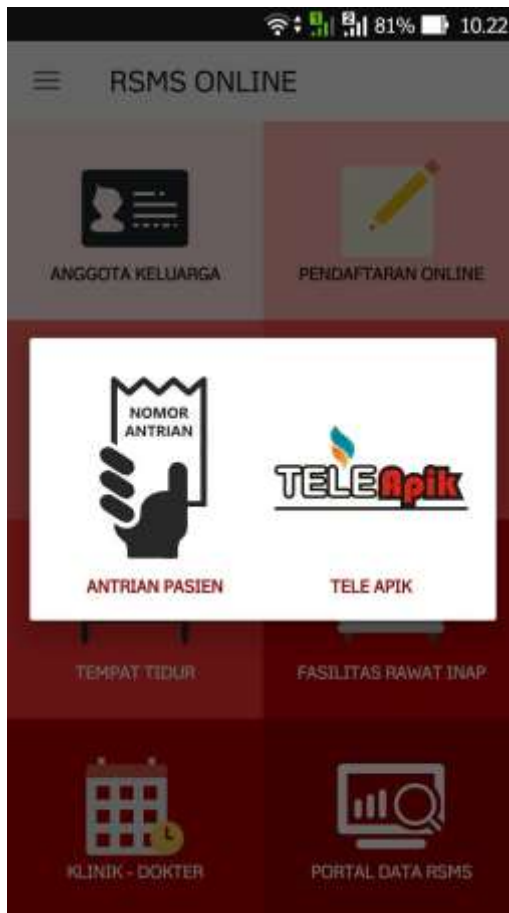 81% 10.22
RSMS ONLINE
ANGGOTA KELUARGA
PENDAFTARAN ONLINE
NOMOR
ANTRIAN
TELE Apik
ANTRIAN PASIEN
TELE APIK
TEMPAT TIDUR
FASILITAS RAWAT INAP
KLINIK - DOKTER
PORTAL DATA RSMS